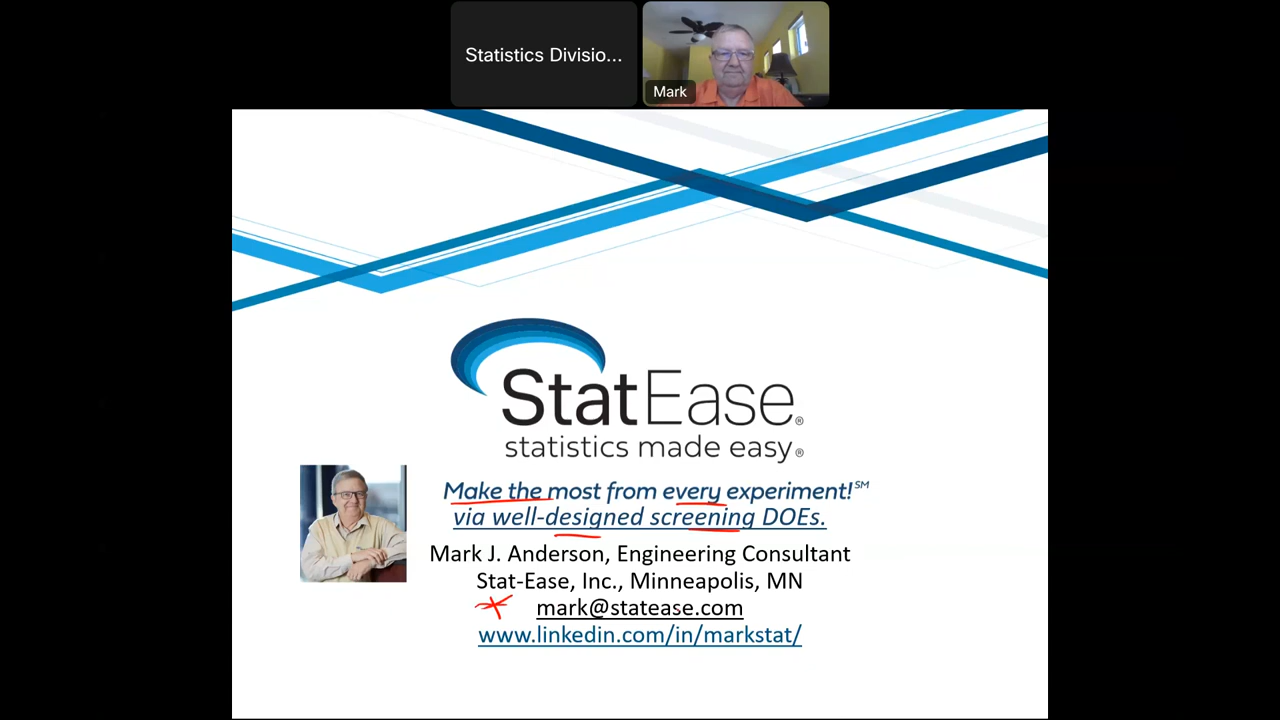 Statistics Divisio...
Mark
StatEase®
statistics made easy®
Make the most from every experiment!℠
via well-designed screening DOEs.
Mark J. Anderson, Engineering Consultant
Stat-Ease, Inc., Minneapolis, MN
mark@statease.com
www.linkedin.com/in/markstat/